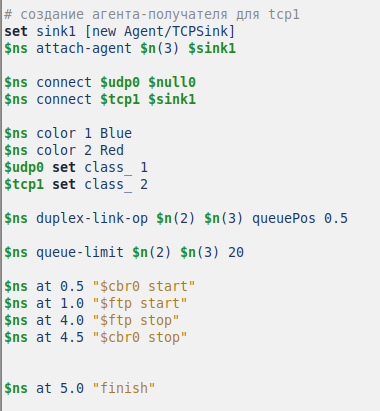 # создание агента-получателя для tcp1
set sink1 [new Agent/TCPSink]
$ns attach-agent $n(3) $sink1
$ns connect $udp0 $null0
$ns connect $tcp1 $sink1
$ns color 1 Blue
$ns color 2 Red
$udp0 set class_ 1
$tcp1 set class_ 2
$ns duplex-link-op $n(2) $n(3) queuePos 0.5
$ns queue-limit $n(2) $n(3) 20
$ns at 0.5 "$cbr0 start"
$ns at 1.0 "$ftp start"
$ns at 4.0 "$ftp stop"
$ns at 4.5 "$cbr0 stop"
$ns at 5.0 "finish"